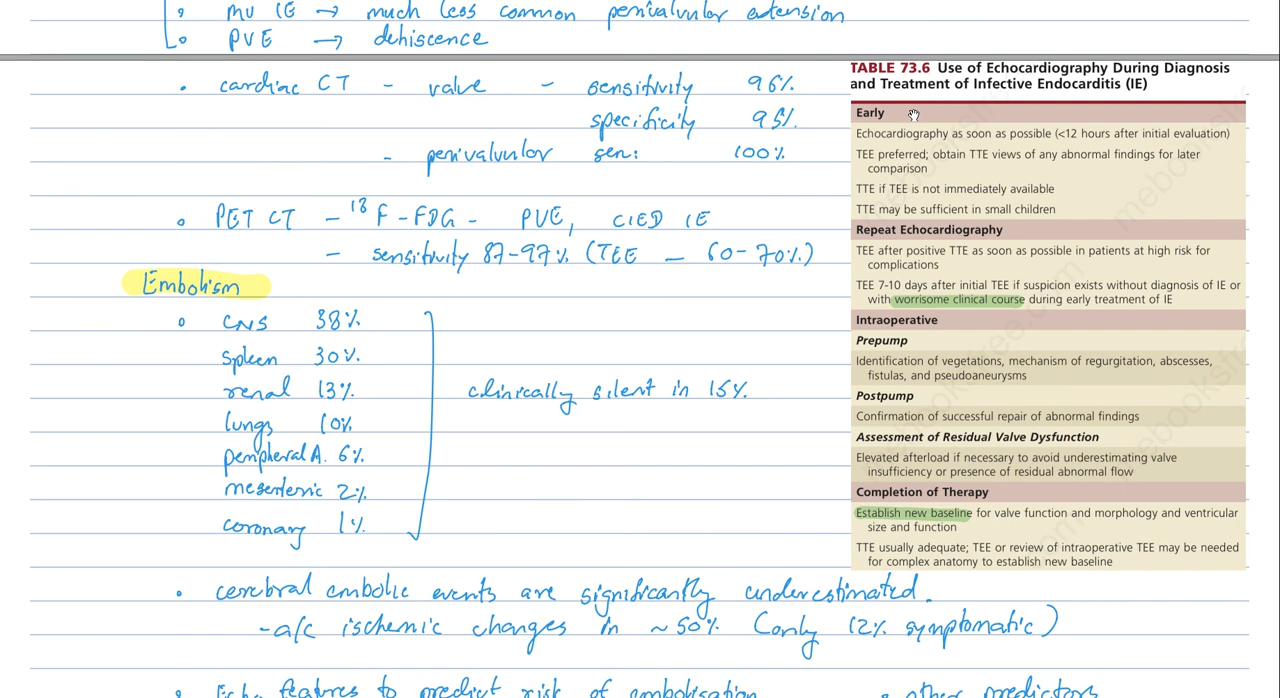 • MV IE → much less common perivalvular extension
• PVE → dehiscence
• cardiac CT - valve - sensitivity 96%
specificity 95%
- perivalvular sen: 100%
• PET CT - 18F-FDG - PVE, CIED IE
- sensitivity 87-97% (TEE - 60-70%)
Embolism
• CNS 38%
spleen 30%
renal 13%
lungs 10%
peripheral A. 6%
mesenteric 2%
coronary 1%
clinically silent in 15%
• cerebral embolic events are significantly underestimated.
- a/c ischemic changes in ~50% (only 12% symptomatic)
• Echo features to predict risk of embolisation • other predictors
TABLE 73.6 Use of Echocardiography During Diagnosis
and Treatment of Infective Endocarditis (IE)
Early
Echocardiography as soon as possible (<12 hours after initial evaluation)
TEE preferred; obtain TTE views of any abnormal findings for later
comparison
TTE if TEE is not immediately available
TTE may be sufficient in small children
Repeat Echocardiography
TEE after positive TTE as soon as possible in patients at high risk for
complications
TEE 7-10 days after initial TEE if suspicion exists without diagnosis of IE or
with worrisome clinical course during early treatment of IE
Intraoperative
Prepump
Identification of vegetations, mechanism of regurgitation, abscesses,
fistulas, and pseudoaneurysms
Postpump
Confirmation of successful repair of abnormal findings
Assessment of Residual Valve Dysfunction
Elevated afterload if necessary to avoid underestimating valve
insufficiency or presence of residual abnormal flow
Completion of Therapy
Establish new baseline for valve function and morphology and ventricular
size and function
TTE usually adequate; TEE or review of intraoperative TEE may be needed
for complex anatomy to establish new baseline